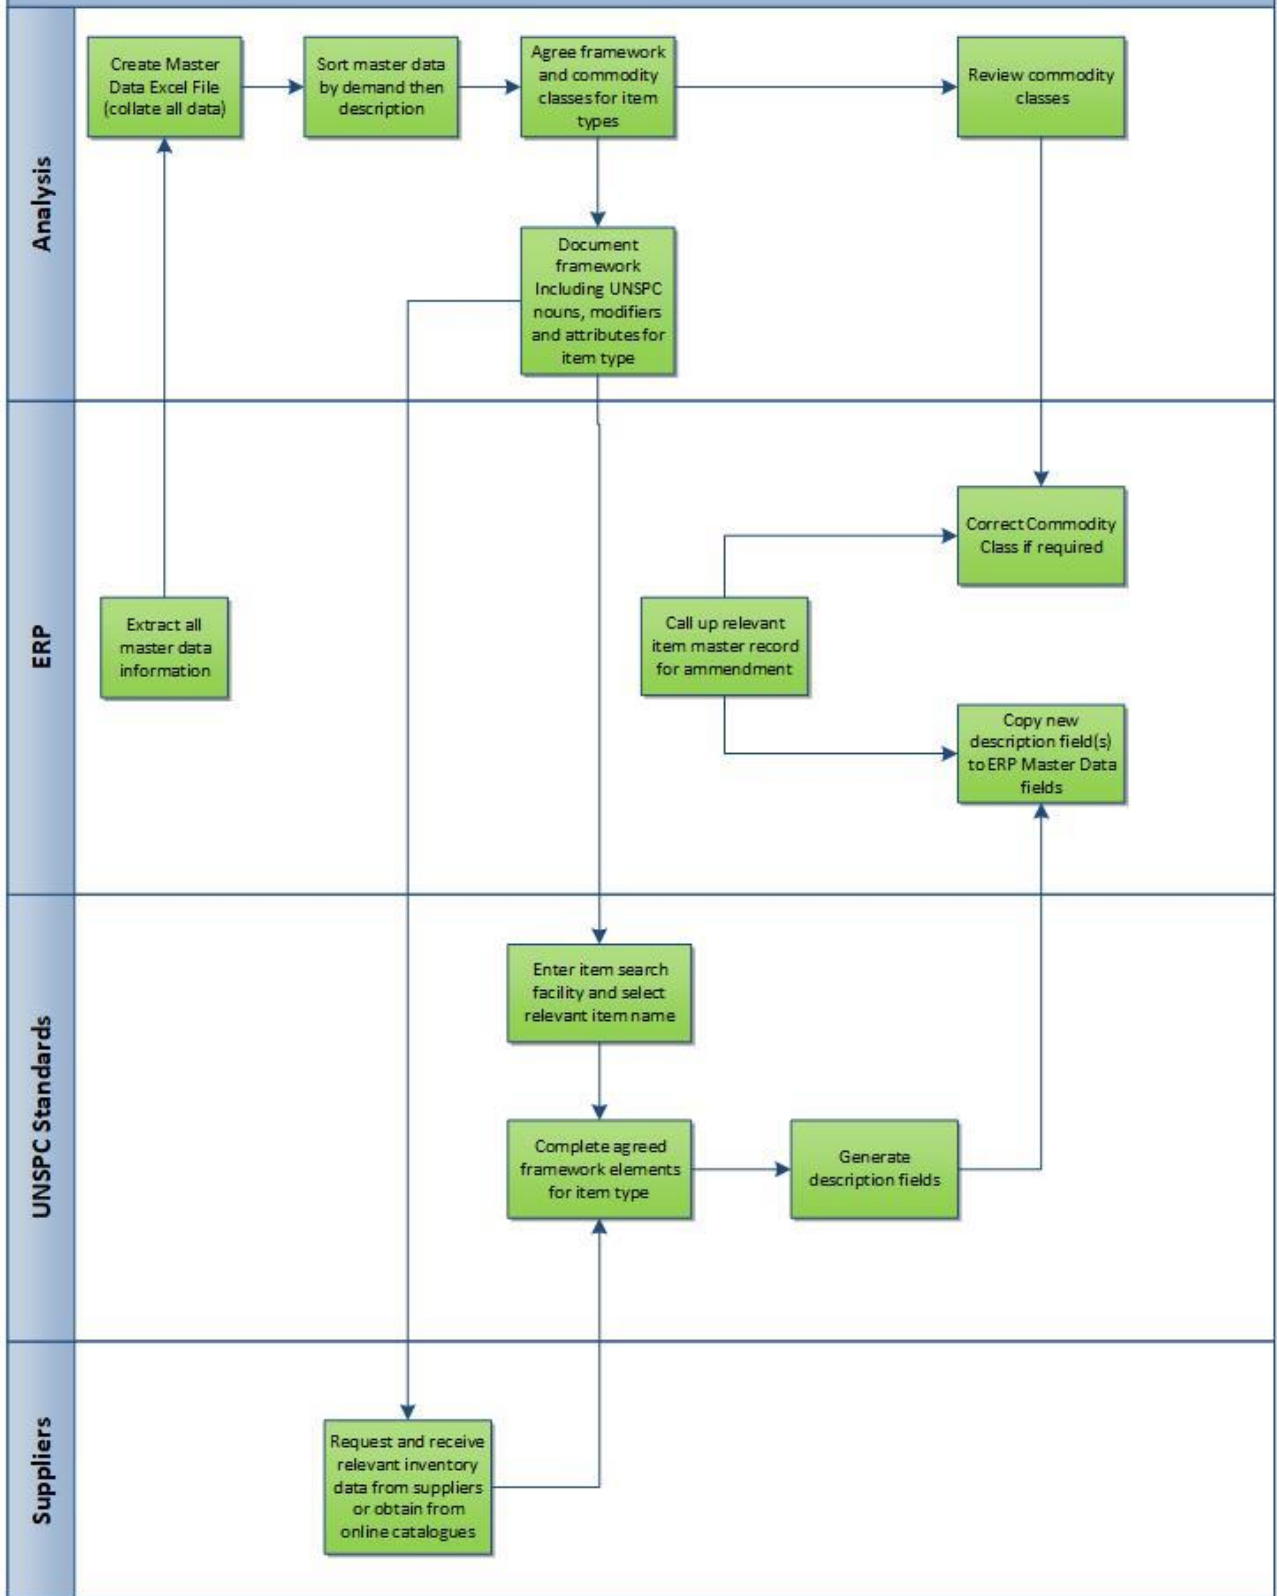 Analysis
Create Master
Data Excel File
(collate all data)
Sort master data
by demand then
description
Agree framework
and commodity
classes for item
types
Review commodity
classes
Document
framework
Including UNSPC
nouns, modifiers
and attributes for
item type
ERP
Extract all
master data
information
Call up relevant
item master record
for ammendment
Correct Commodity
Class if required
Copy new
description field(s)
to ERP Master Data
fields
UNSPC Standards
Enter item search
facility and select
relevant item name
Complete agreed
framework elements
for item type
Generate
description fields
Suppliers
Request and receive
relevant inventory
data from suppliers
or obtain from
online catalogues